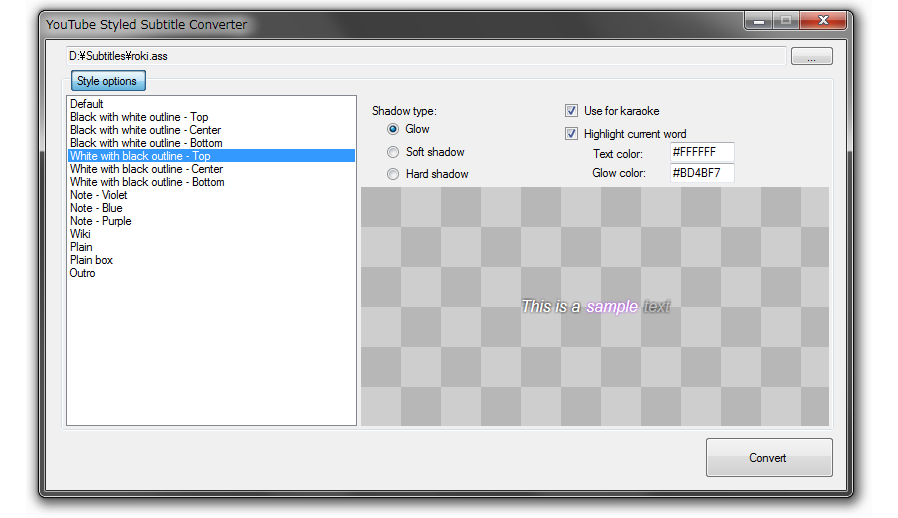 YouTube Styled Subtitle Converter
D:¥Subtitles¥roki.ass
...
Style options
Default
Black with white outline - Top
Black with white outline - Center
Black with white outline - Bottom
White with black outline - Top
White with black outline - Center
White with black outline - Bottom
Note - Violet
Note - Blue
Note - Purple
Wiki
Plain
Plain box
Outro
Shadow type:
Glow
Soft shadow
Hard shadow
Use for karaoke
Highlight current word
Text color: #FFFFFF
Glow color: #BD4BF7
This is a sample text
Convert